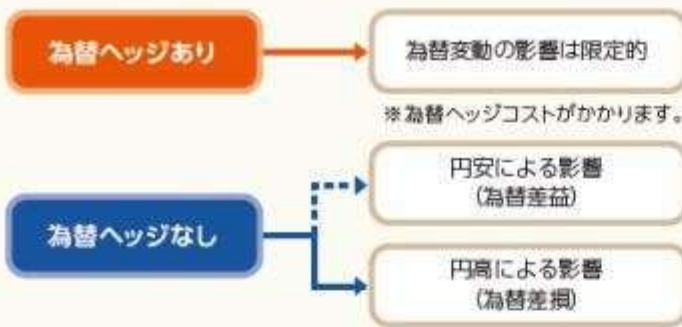 為替ヘッジあり
為替変動の影響は限定的
※為替ヘッジコストがかかります。
円安による影響
(為替差益)
為替ヘッジなし
円高による影響
(為替差損)